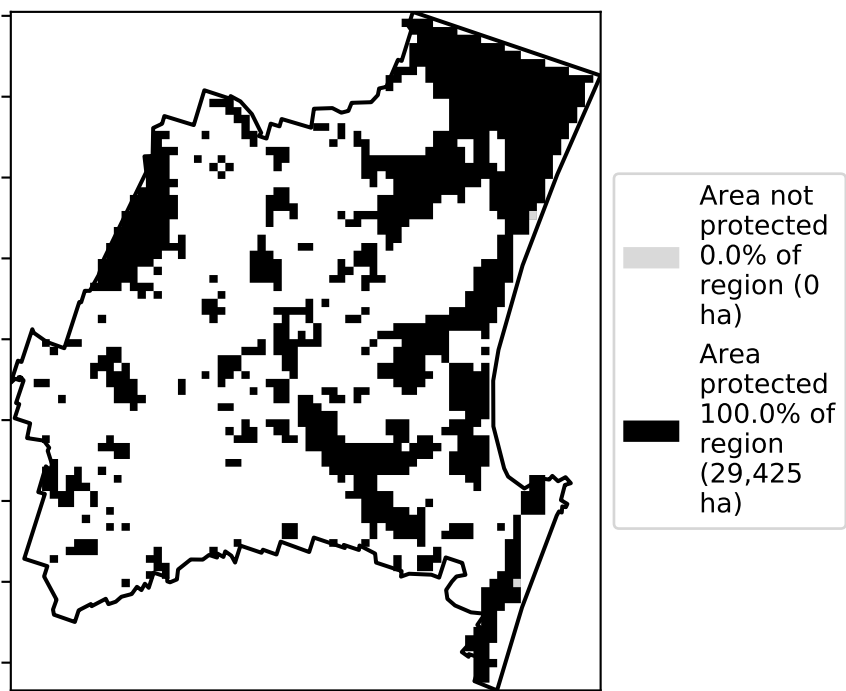 Area not
protected
0.0% of
region (0
ha)
Area
protected
100.0% of
region
(29,425
ha)